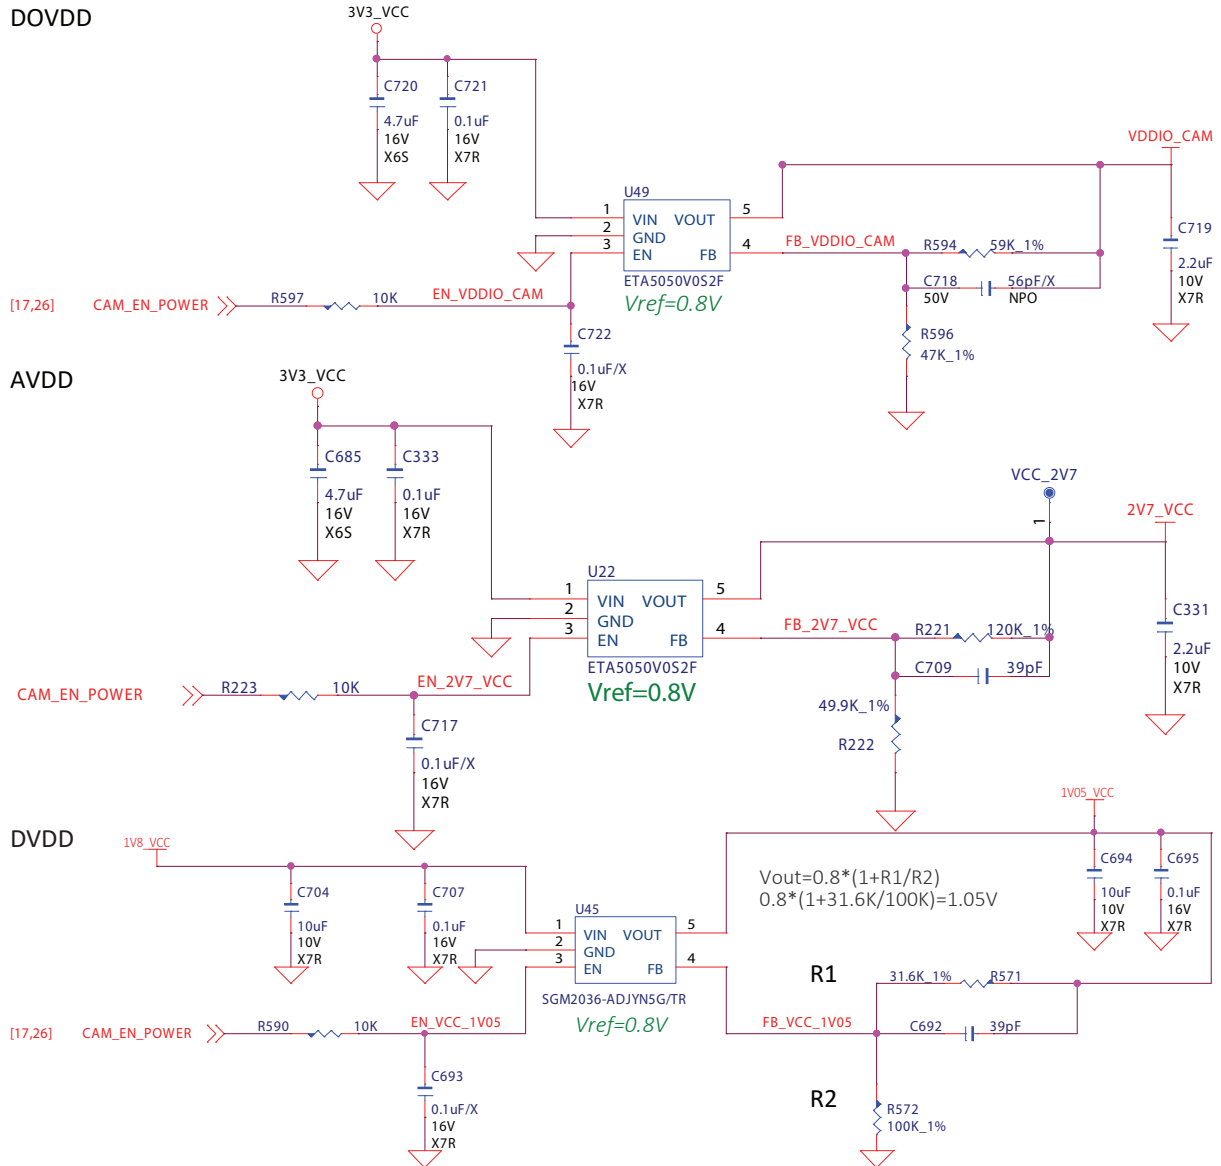 DOVDD
3V3_VCC
C720
4.7uF
16V
X6S
C721
0.1uF
16V
X7R
VDDIO_CAM
U49
1 VIN VOUT 5
2 GND
3 EN FB 4
ETA5050V0S2F
Vref=0.8V
FB_VDDIO_CAM
R594 59K_1%
C718 56pF/X
50V NPO
C719
2.2uF
10V
X7R
R596
47K_1%
[17,26] CAM_EN_POWER R597 10K EN_VDDIO_CAM
C722
0.1uF/X
16V
X7R
AVDD
3V3_VCC
C685
4.7uF
16V
X6S
C333
0.1uF
16V
X7R
VCC_2V7
1
2V7_VCC
U22
1 VIN VOUT 5
2 GND
3 EN FB 4
ETA5050V0S2F
Vref=0.8V
FB_2V7_VCC
R221 120K_1%
C709 39pF
C331
2.2uF
10V
X7R
49.9K_1%
R222
CAM_EN_POWER R223 10K EN_2V7_VCC
C717
0.1uF/X
16V
X7R
DVDD
1V8_VCC
C704
10uF
10V
X7R
C707
0.1uF
16V
X7R
1V05_VCC
C694
10uF
10V
X7R
C695
0.1uF
16V
X7R
Vout=0.8*(1+R1/R2)
0.8*(1+31.6K/100K)=1.05V
U45
1 VIN VOUT 5
2 GND
3 EN FB 4
SGM2036-ADJYN5G/TR
Vref=0.8V
R1
31.6K_1% R571
FB_VCC_1V05
C692 39pF
[17,26] CAM_EN_POWER R590 10K EN_VCC_1V05
C693
0.1uF/X
16V
X7R
R2
R572
100K_1%